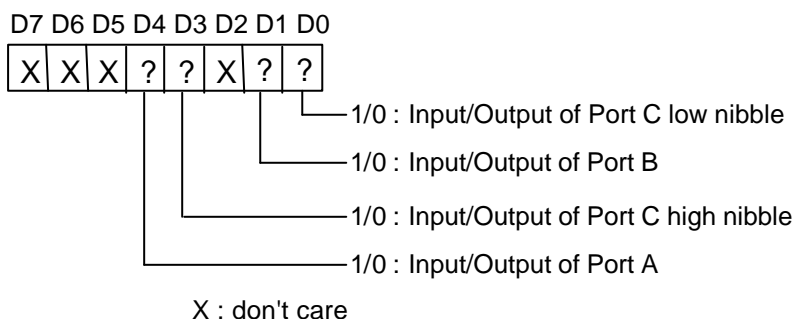 D7 D6 D5 D4 D3 D2 D1 D0
X X X ? ? X ? ?
1/0 : Input/Output of Port C low nibble
1/0 : Input/Output of Port B
1/0 : Input/Output of Port C high nibble
1/0 : Input/Output of Port A
X : don't care